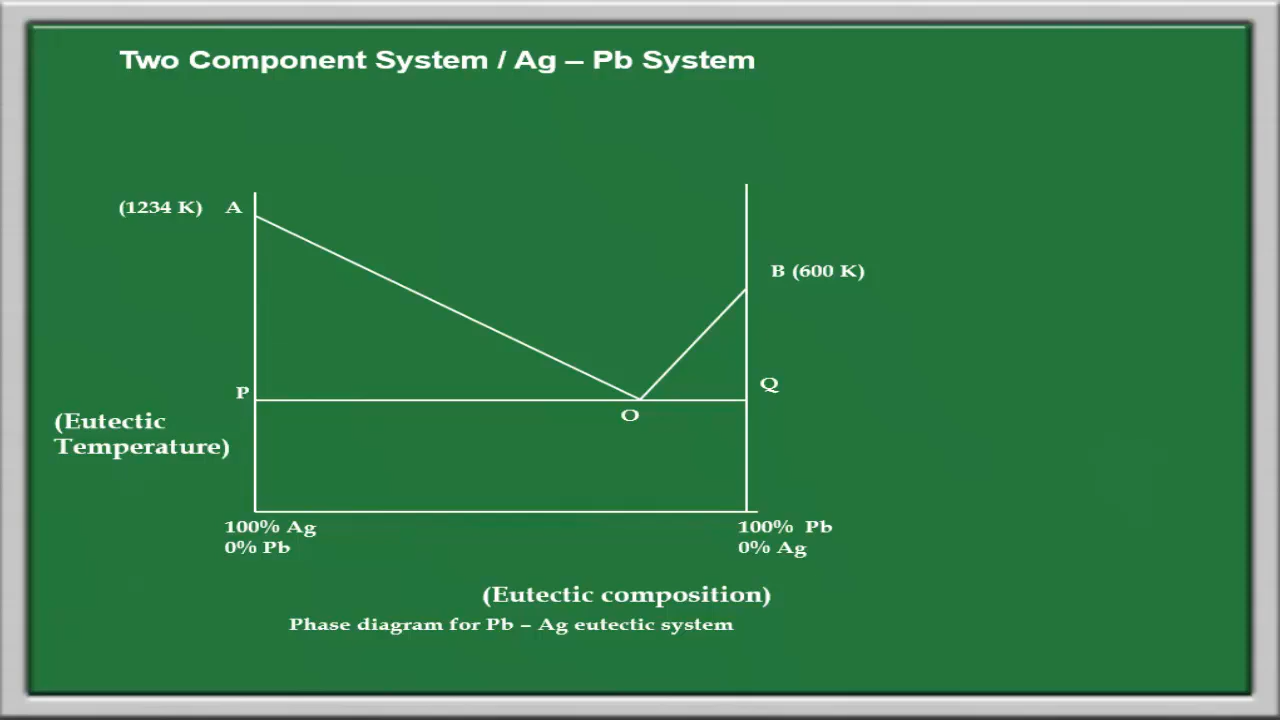 Two Component System / Ag – Pb System
(1234 K) A
B (600 K)
P
Q
O
(Eutectic
Temperature)
100% Ag
0% Pb
100% Pb
0% Ag
(Eutectic composition)
Phase diagram for Pb – Ag eutectic system